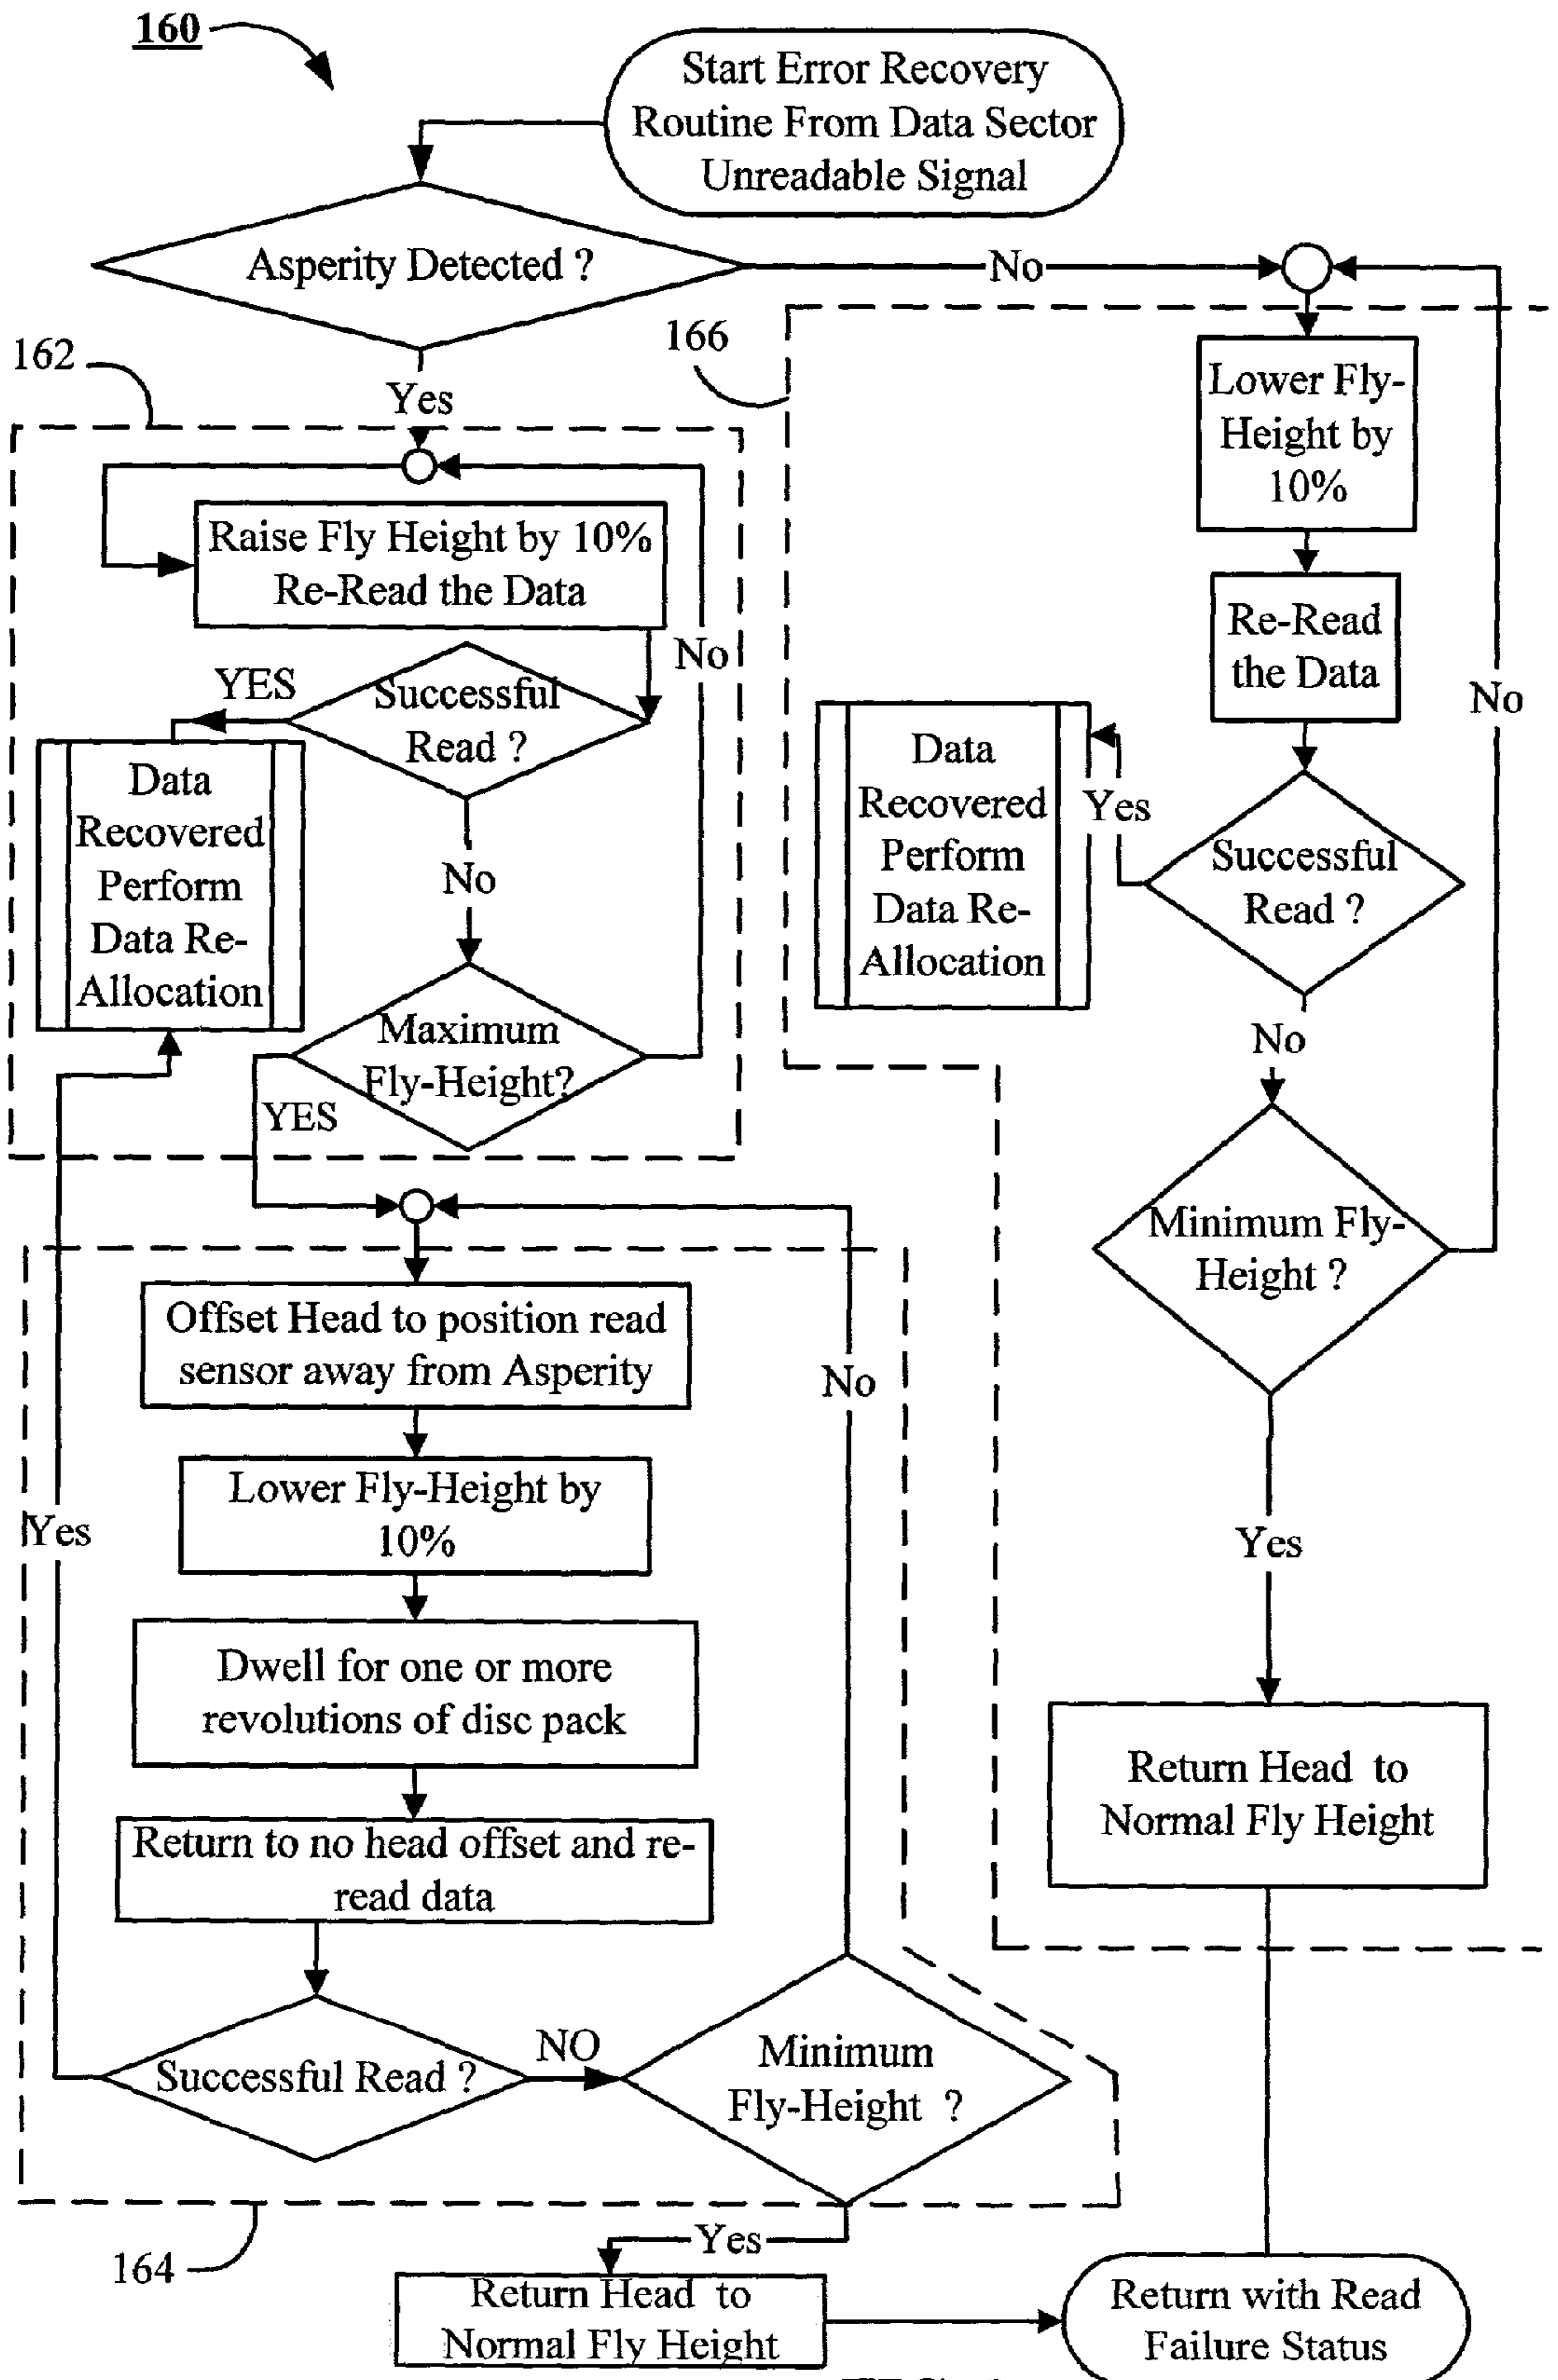 160
Start Error Recovery
Routine From Data Sector
Unreadable Signal
Asperity Detected ?
No
166
162
Yes
Lower Fly-
Height by
10%
Raise Fly Height by 10%
Re-Read the Data
No
Re-Read
the Data
No
YES
Successful
Read ?
Data
Recovered
Perform
Data Re-
Allocation
Data
Recovered
Perform
Data Re-
Allocation
Yes
Successful
Read ?
No
Maximum
Fly-Height?
YES
No
Minimum Fly-
Height ?
Offset Head to position read
sensor away from Asperity
No
Lower Fly-Height by
10%
Yes
Yes
Dwell for one or more
revolutions of disc pack
Return Head to
Normal Fly Height
Return to no head offset and re-
read data
Successful Read ?
NO
Minimum
Fly-Height ?
164
Yes
Return Head to
Normal Fly Height
Return with Read
Failure Status